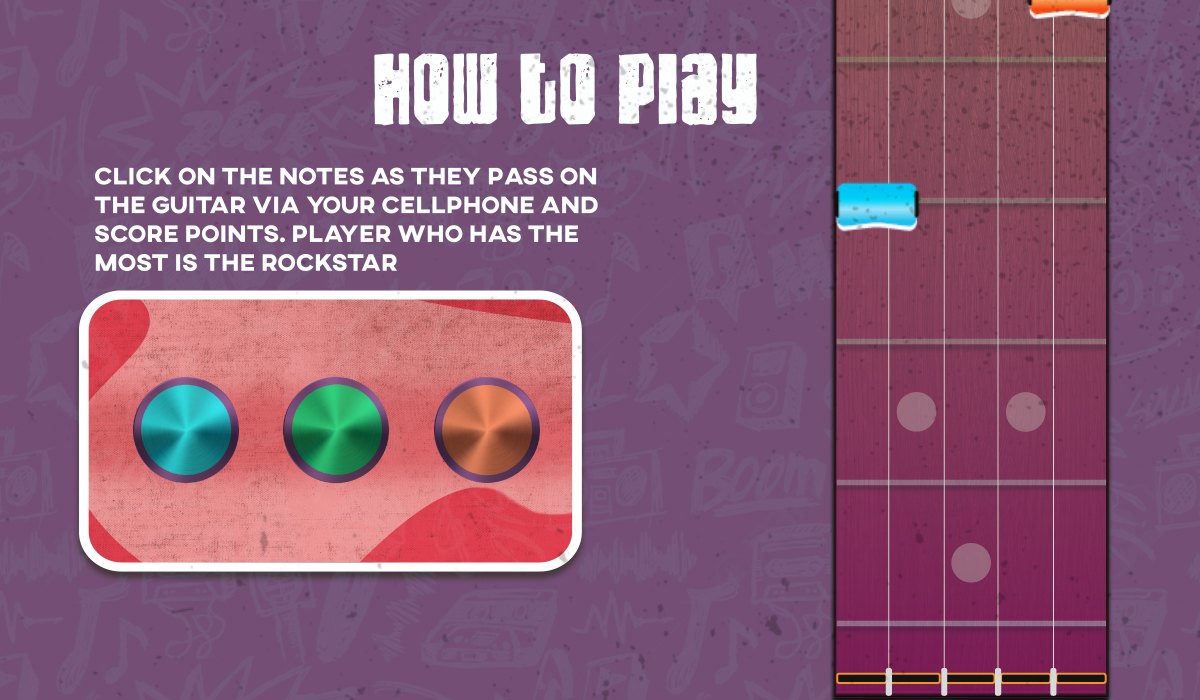 How to Play
CLICK ON THE NOTES AS THEY PASS ON
THE GUITAR VIA YOUR CELLPHONE AND
SCORE POINTS. PLAYER WHO HAS THE
MOST IS THE ROCKSTAR
BOOM